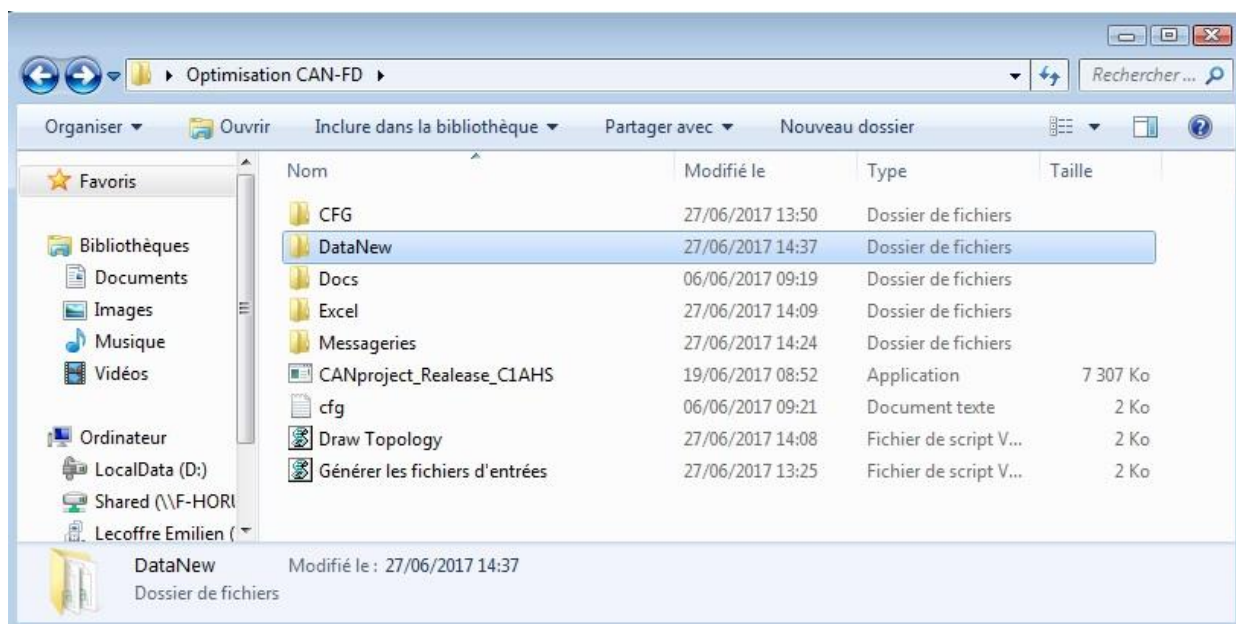 Optimisation CAN-FD
Rechercher ...
Organiser Ouvrir Inclure dans la bibliothèque Partager avec Nouveau dossier
Favoris
Bibliothèques
Documents
Images
Musique
Vidéos
Ordinateur
LocalData (D:)
Shared (\\F-HORU
Lecoffre Emilien (
Nom Modifié le Type Taille
CFG 27/06/2017 13:50 Dossier de fichiers
DataNew 27/06/2017 14:37 Dossier de fichiers
Docs 06/06/2017 09:19 Dossier de fichiers
Excel 27/06/2017 14:09 Dossier de fichiers
Messageries 27/06/2017 14:24 Dossier de fichiers
CANproject_Realease_C1AHS 19/06/2017 08:52 Application 7 307 Ko
cfg 06/06/2017 09:21 Document texte 2 Ko
Draw Topology 27/06/2017 14:08 Fichier de script V... 2 Ko
Générer les fichiers d'entrées 27/06/2017 13:25 Fichier de script V... 2 Ko
DataNew Modifié le : 27/06/2017 14:37
Dossier de fichiers